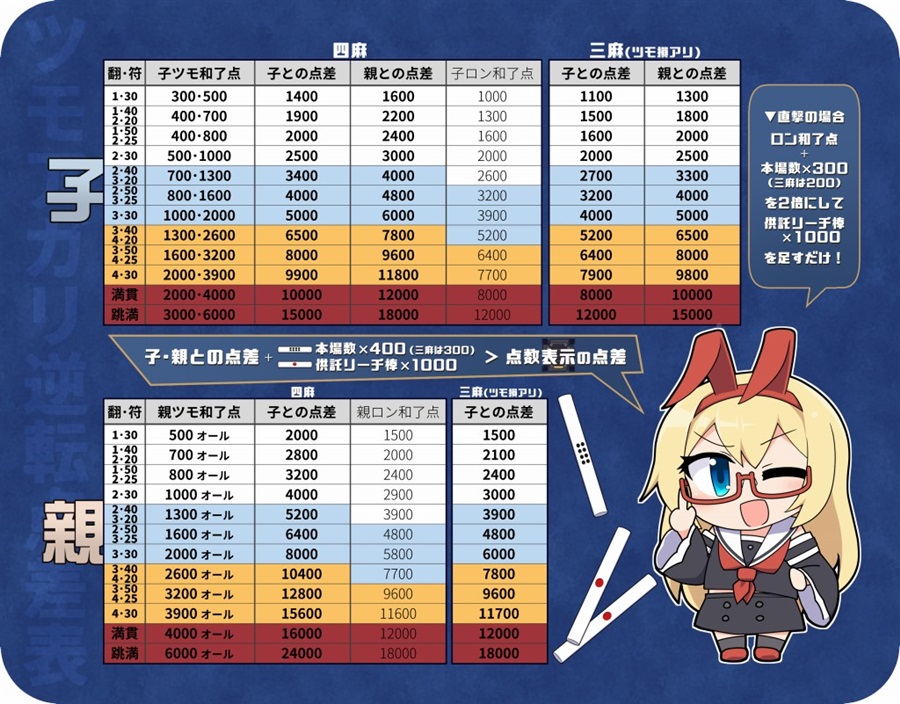 ツモアガリ逆転点差表
子
四麻
三麻(ツモ損アリ)
翻・符 子ツモ和了点 子との点差 親との点差 子ロン和了点 子との点差 親との点差
1・30 300・500 1400 1600 1000 1100 1300
1・40 2・20 400・700 1900 2200 1300 1500 1800
1・50 2・25 400・800 2000 2400 1600 1600 2000
2・30 500・1000 2500 3000 2000 2000 2500
2・40 3・20 700・1300 3400 4000 2600 2700 3300
2・50 3・25 800・1600 4000 4800 3200 3200 4000
3・30 1000・2000 5000 6000 3900 4000 5000
3・40 4・20 1300・2600 6500 7800 5200 5200 6500
3・50 4・25 1600・3200 8000 9600 6400 6400 8000
4・30 2000・3900 9900 11800 7700 7900 9800
満貫 2000・4000 10000 12000 8000 8000 10000
跳満 3000・6000 15000 18000 12000 12000 15000
▼直撃の場合
ロン和了点
+
本場数×300
(三麻は200)
を2倍にして
供託リーチ棒
×1000
を足すだけ!
子・親との点差 + 本場数×400 (三麻は300) > 点数表示の点差
供託リーチ棒×1000
親
四麻
三麻(ツモ損アリ)
翻・符 親ツモ和了点 子との点差 親ロン和了点 子との点差
1・30 500 オール 2000 1500 1500
1・40 2・20 700 オール 2800 2000 2100
1・50 2・25 800 オール 3200 2400 2400
2・30 1000 オール 4000 2900 3000
2・40 3・20 1300 オール 5200 3900 3900
2・50 3・25 1600 オール 6400 4800 4800
3・30 2000 オール 8000 5800 6000
3・40 4・20 2600 オール 10400 7700 7800
3・50 4・25 3200 オール 12800 9600 9600
4・30 3900 オール 15600 11600 11700
満貫 4000 オール 16000 12000 12000
跳満 6000 オール 24000 18000 18000